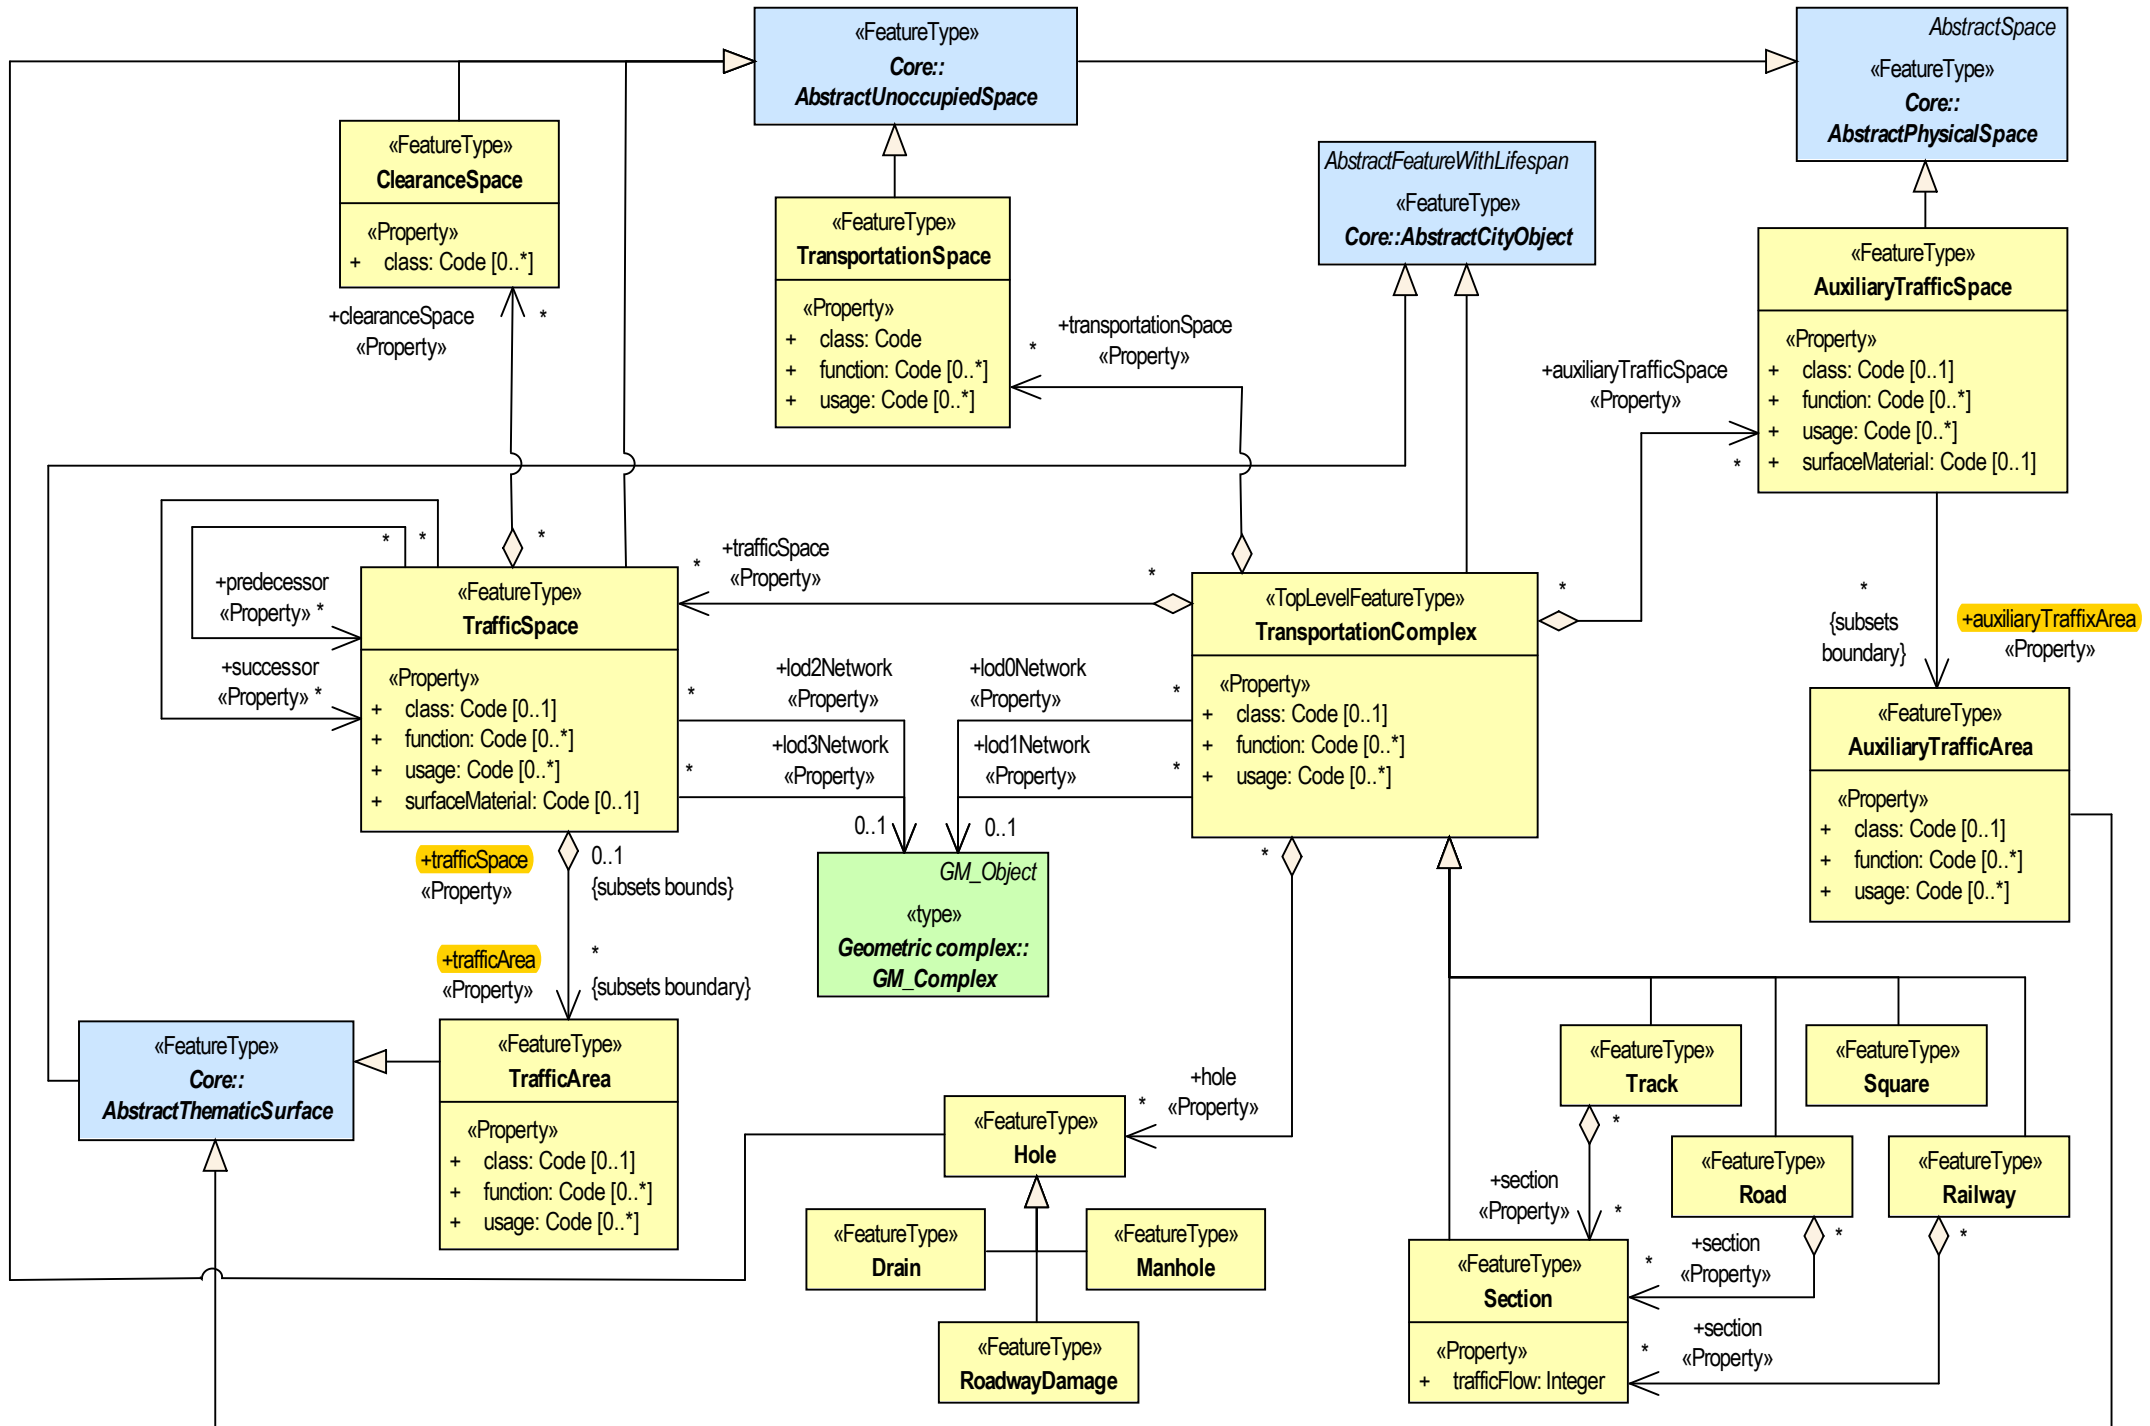 «FeatureType»
Core::
AbstractUnoccupiedSpace
AbstractSpace
«FeatureType»
Core::
AbstractPhysicalSpace
«FeatureType»
ClearanceSpace
«Property»
+ class: Code [0..*]
AbstractFeatureWithLifespan
«FeatureType»
Core::AbstractCityObject
«FeatureType»
TransportationSpace
«Property»
+ class: Code
+ function: Code [0..*]
+ usage: Code [0..*]
«FeatureType»
AuxiliaryTrafficSpace
«Property»
+ class: Code [0..1]
+ function: Code [0..*]
+ usage: Code [0..*]
+ surfaceMaterial: Code [0..1]
+clearanceSpace
«Property»
*
*
+transportationSpace
«Property»
*
+auxiliaryTrafficSpace
«Property»
*
*
*
*
+predecessor
«Property» *
+successor
«Property» *
+trafficSpace
«Property»
*
*
*
«FeatureType»
TrafficSpace
«Property»
+ class: Code [0..1]
+ function: Code [0..*]
+ usage: Code [0..*]
+ surfaceMaterial: Code [0..1]
«TopLevelFeatureType»
TransportationComplex
«Property»
+ class: Code [0..1]
+ function: Code [0..*]
+ usage: Code [0..*]
*
{subsets
boundary}
+auxiliaryTraffixArea
«Property»
+lod2Network
«Property»
*
+lod0Network
«Property»
*
+lod3Network
«Property»
*
+lod1Network
«Property»
*
0..1
0..1
«FeatureType»
AuxiliaryTrafficArea
«Property»
+ class: Code [0..1]
+ function: Code [0..*]
+ usage: Code [0..*]
+trafficSpace
«Property»
0..1
{subsets bounds}
+trafficArea
«Property»
*
{subsets boundary}
GM_Object
«type»
Geometric complex::
GM_Complex
*
«FeatureType»
Core::
AbstractThematicSurface
«FeatureType»
TrafficArea
«Property»
+ class: Code [0..1]
+ function: Code [0..*]
+ usage: Code [0..*]
+hole
«Property»
*
«FeatureType»
Hole
«FeatureType»
Drain
«FeatureType»
Manhole
«FeatureType»
RoadwayDamage
«FeatureType»
Track
«FeatureType»
Square
«FeatureType»
Road
«FeatureType»
Railway
*
+section
«Property»
*
*
+section
«Property»
*
*
+section
«Property»
*
«FeatureType»
Section
«Property»
+ trafficFlow: Integer